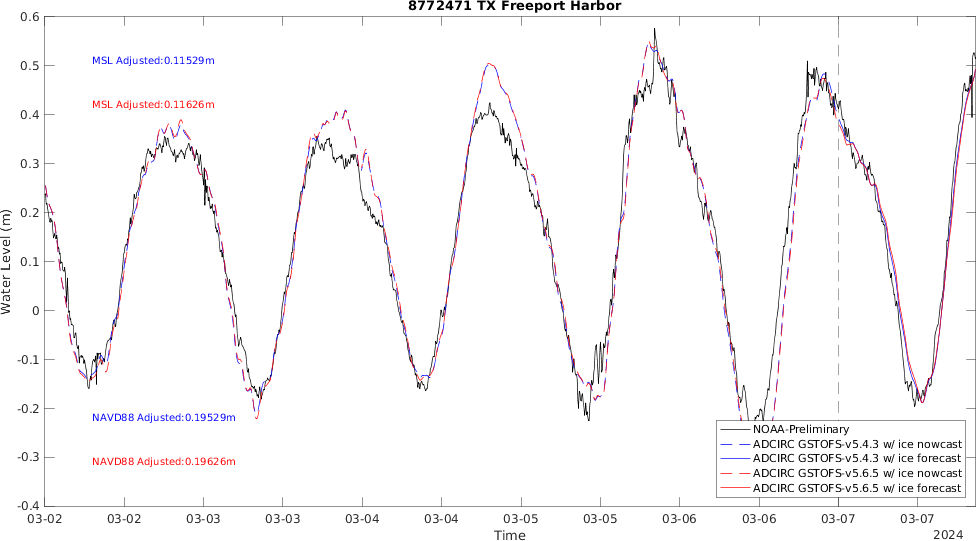 8772471 TX Freeport Harbor
0.6
0.5
0.4
0.3
0.2
0.1
0
-0.1
-0.2
-0.3
-0.4
Water Level (m)
MSL Adjusted:0.11529m
MSL Adjusted:0.11626m
NAVD88 Adjusted:0.19529m
NAVD88 Adjusted:0.19626m
NOAA-Preliminary
ADCIRC GSTOFS-v5.4.3 w/ ice nowcast
ADCIRC GSTOFS-v5.4.3 w/ ice forecast
ADCIRC GSTOFS-v5.6.5 w/ ice nowcast
ADCIRC GSTOFS-v5.6.5 w/ ice forecast
03-02 03-02 03-03 03-03 03-04 03-04 03-05 03-05 03-06 03-06 03-07 03-07
2024
Time